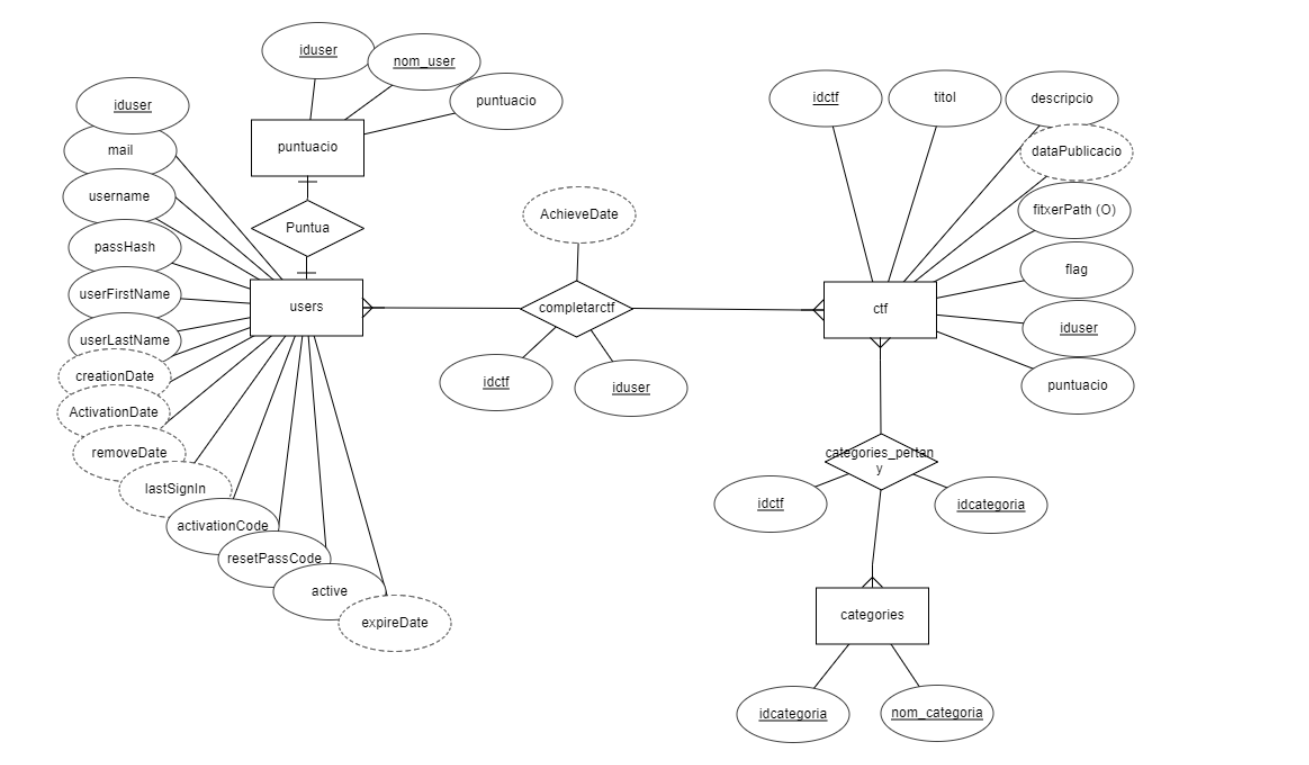 iduser
nom_user
puntuacio
puntuacio
Puntua
iduser
mail
username
passHash
userFirstName
userLastName
creationDate
ActivationDate
removeDate
lastSignIn
activationCode
resetPassCode
active
expireDate
users
AchieveDate
completarctf
idctf
iduser
idctf
titol
descripcio
dataPublicacio
fitxerPath (O)
flag
iduser
puntuacio
ctf
categories_pertan
y
idctf
idcategoria
categories
idcategoria
nom_categoria